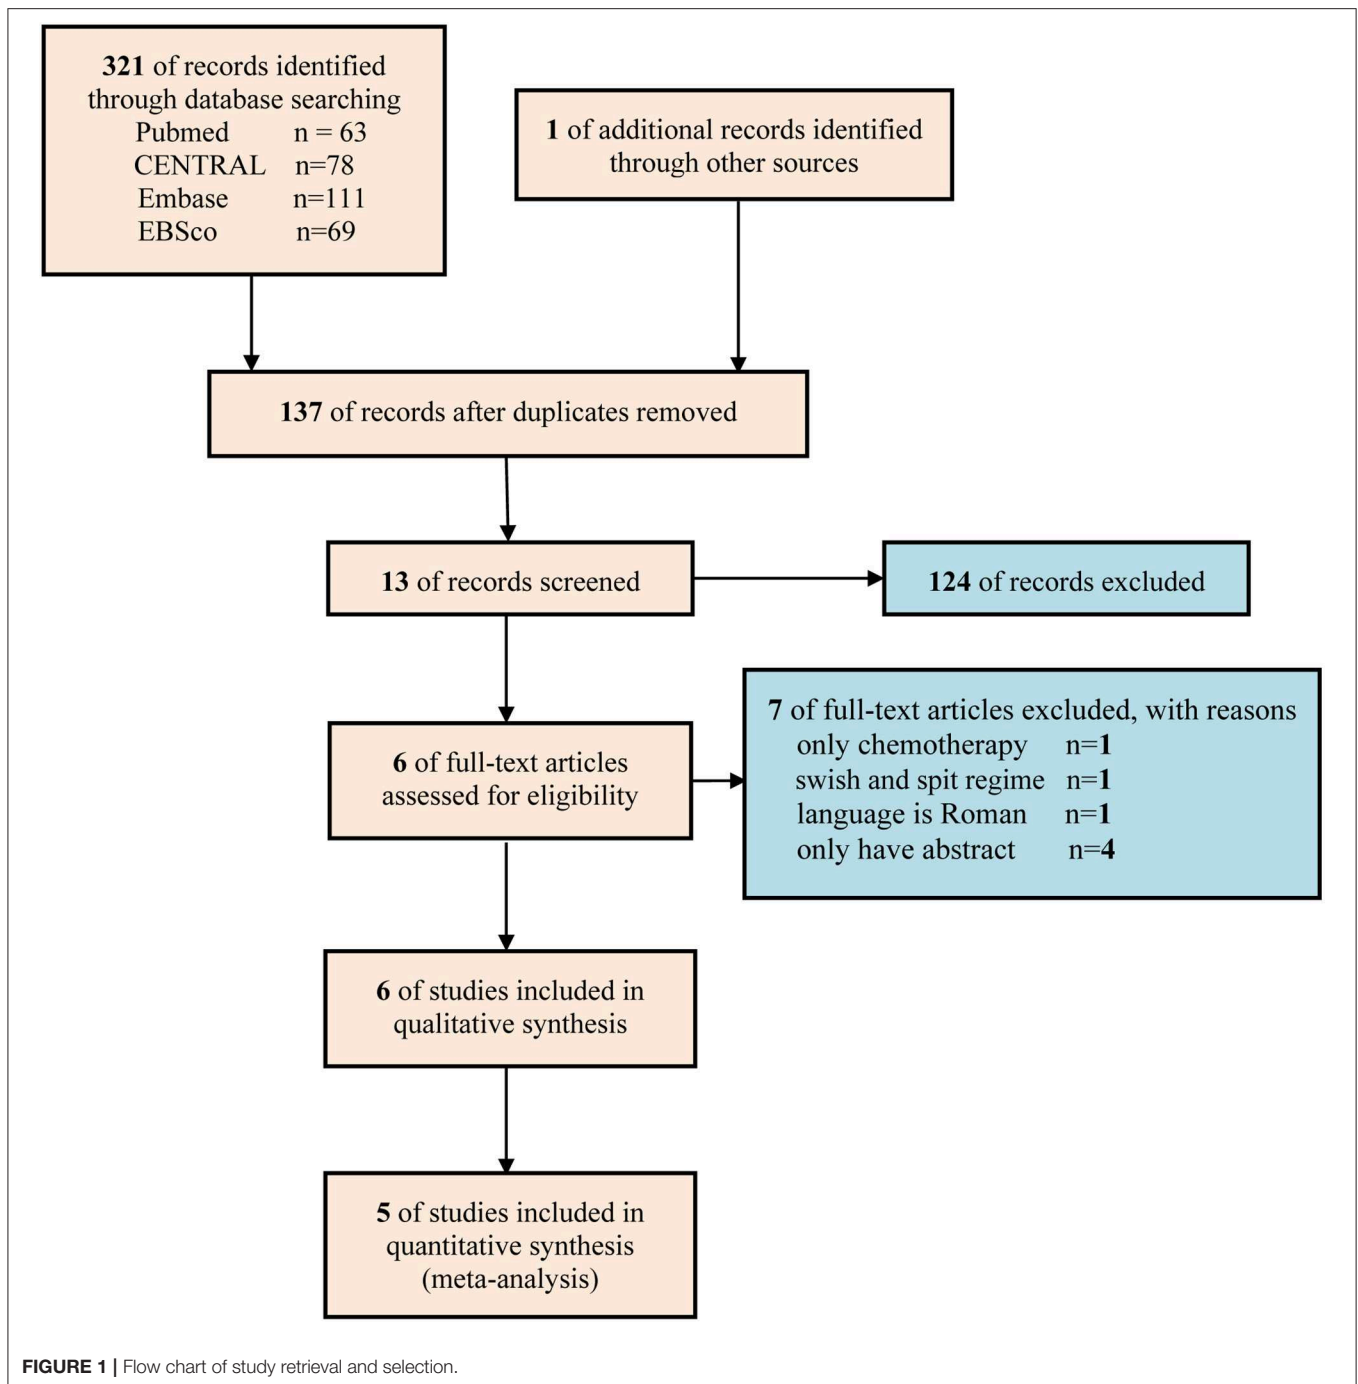 321 of records identified
through database searching
Pubmed n = 63
CENTRAL n=78
Embase n=111
EBSco n=69
1 of additional records identified
through other sources
137 of records after duplicates removed
13 of records screened
124 of records excluded
6 of full-text articles
assessed for eligibility
7 of full-text articles excluded, with reasons
only chemotherapy n=1
swish and spit regime n=1
language is Roman n=1
only have abstract n=4
6 of studies included in
qualitative synthesis
5 of studies included in
quantitative synthesis
(meta-analysis)
FIGURE 1 | Flow chart of study retrieval and selection.